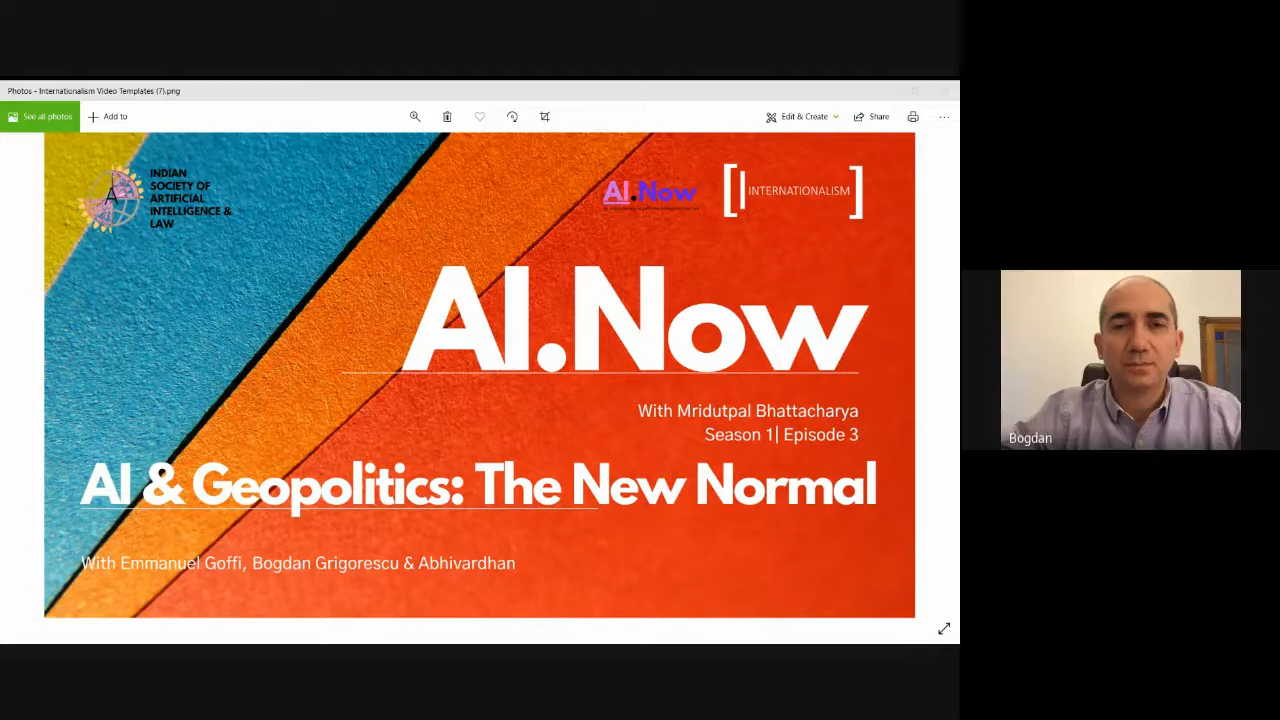 Photos - Internationalism Video Templates (7).png
See all photos
Add to
Edit & Create
Share
INDIAN
SOCIETY OF
ARTIFICIAL
INTELLIGENCE &
LAW
AI.Now
INTERNATIONALISM
AI.Now
With Mridutpal Bhattacharya
Season 1| Episode 3
AI & Geopolitics: The New Normal
With Emmanuel Goffi, Bogdan Grigorescu & Abhivardhan
Bogdan